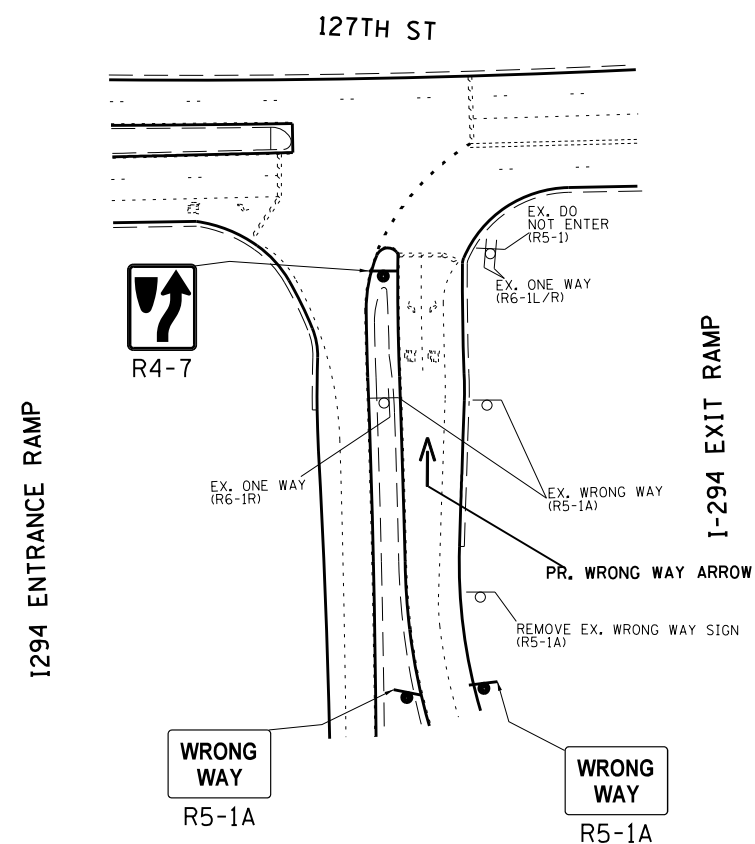 127TH ST
EX. DO
NOT ENTER
(R5-1)
EX. ONE WAY
(R6-1L/R)
R4-7
I294 ENTRANCE RAMP
I-294 EXIT RAMP
EX. ONE WAY
(R6-1R)
EX. WRONG WAY
(R5-1A)
PR. WRONG WAY ARROW
REMOVE EX. WRONG WAY SIGN
(R5-1A)
WRONG
WAY
R5-1A
WRONG
WAY
R5-1A